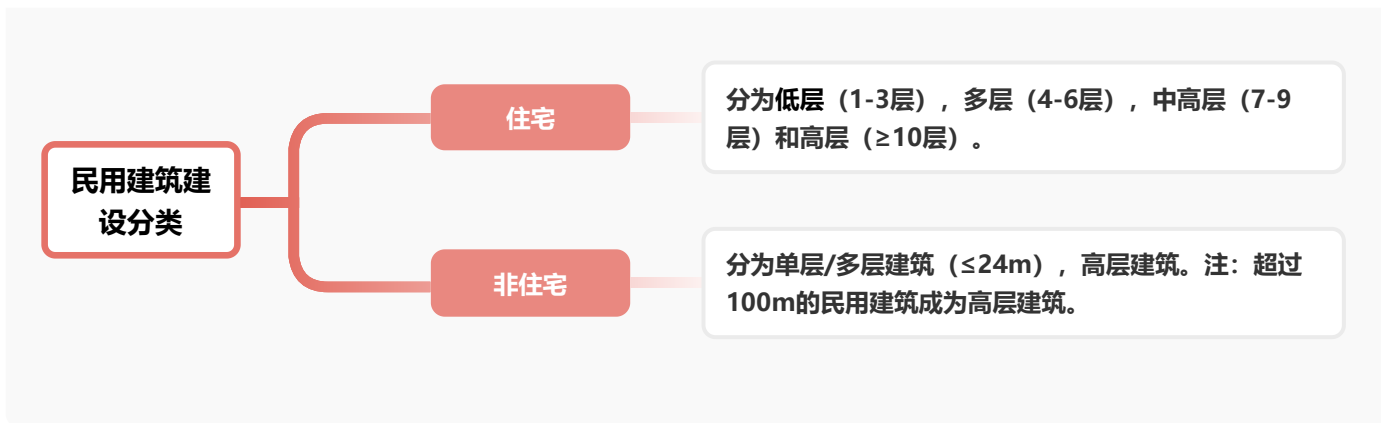 民用建筑建
设分类
住宅
分为低层（1-3层），多层（4-6层），中高层（7-9
层）和高层（≥10层）。
非住宅
分为单层/多层建筑（≤24m），高层建筑。注：超过
100m的民用建筑成为高层建筑。